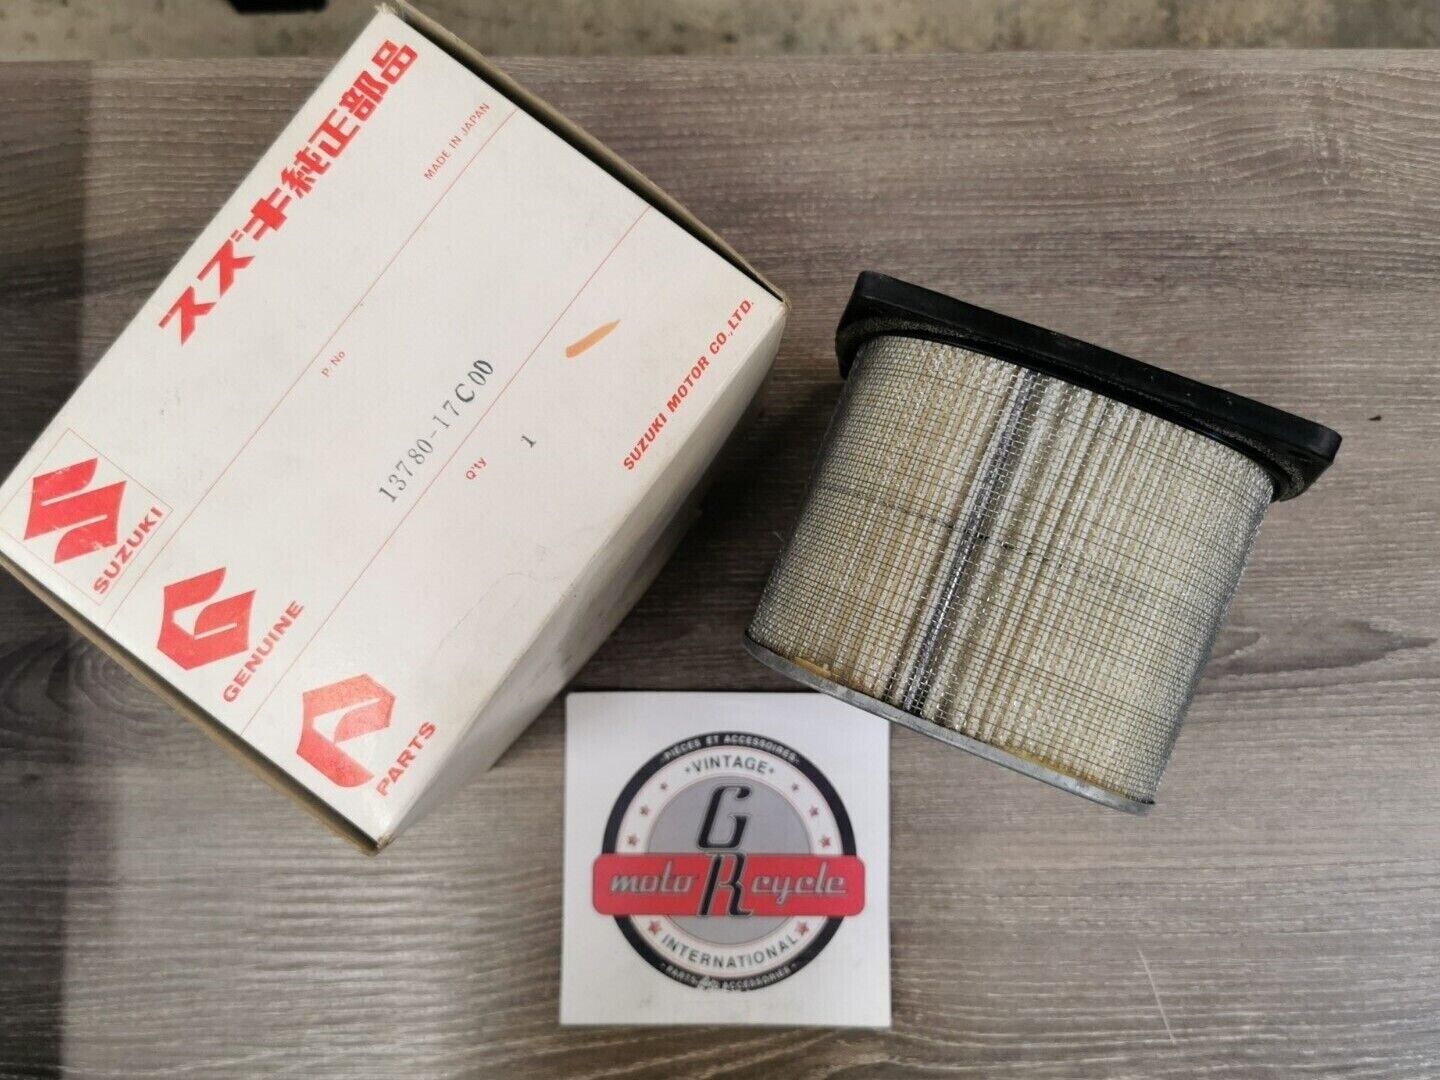 スズキ純正部品
MADE IN JAPAN
P. No
13780-17C00
Q'ty
1
SUZUKI MOTOR CO., LTD.
SUZUKI
GENUINE
PARTS
PIÈCES ET ACCESSOIRES
VINTAGE
G
moto R cycle
INTERNATIONAL
PARTS ACCESSORIES